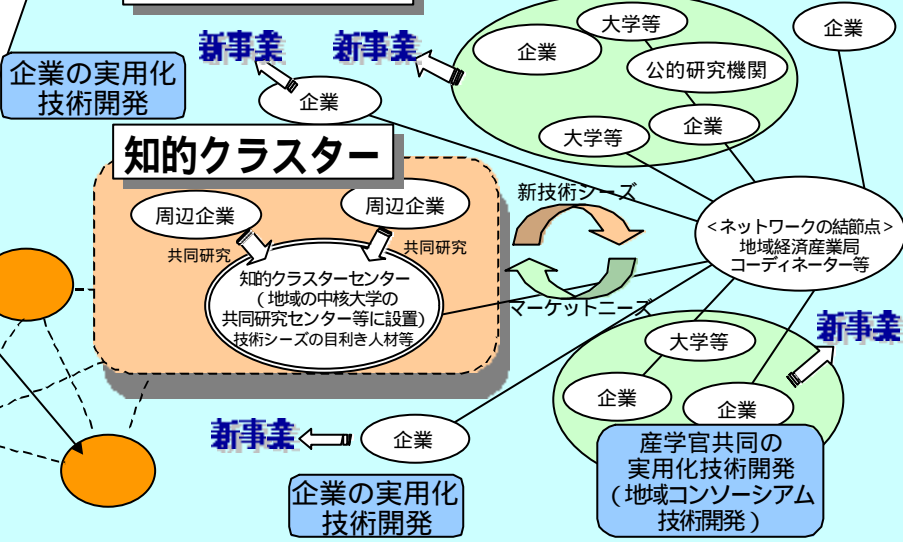 新事業
新事業
企業の実用化
技術開発
企業
企業
大学等
公的研究機関
大学等
企業
企業
知的クラスター
周辺企業
周辺企業
共同研究
共同研究
知的クラスターセンター
(地域の中核大学の
共同研究センター等に設置)
技術シーズの目利き人材等
新技術シーズ
マーケットニーズ
<ネットワークの結節点>
地域経済産業局
コーディネーター等
大学等
企業
企業
新事業
新事業
企業
企業の実用化
技術開発
産学官共同の
実用化技術開発
(地域コンソーシアム
技術開発)